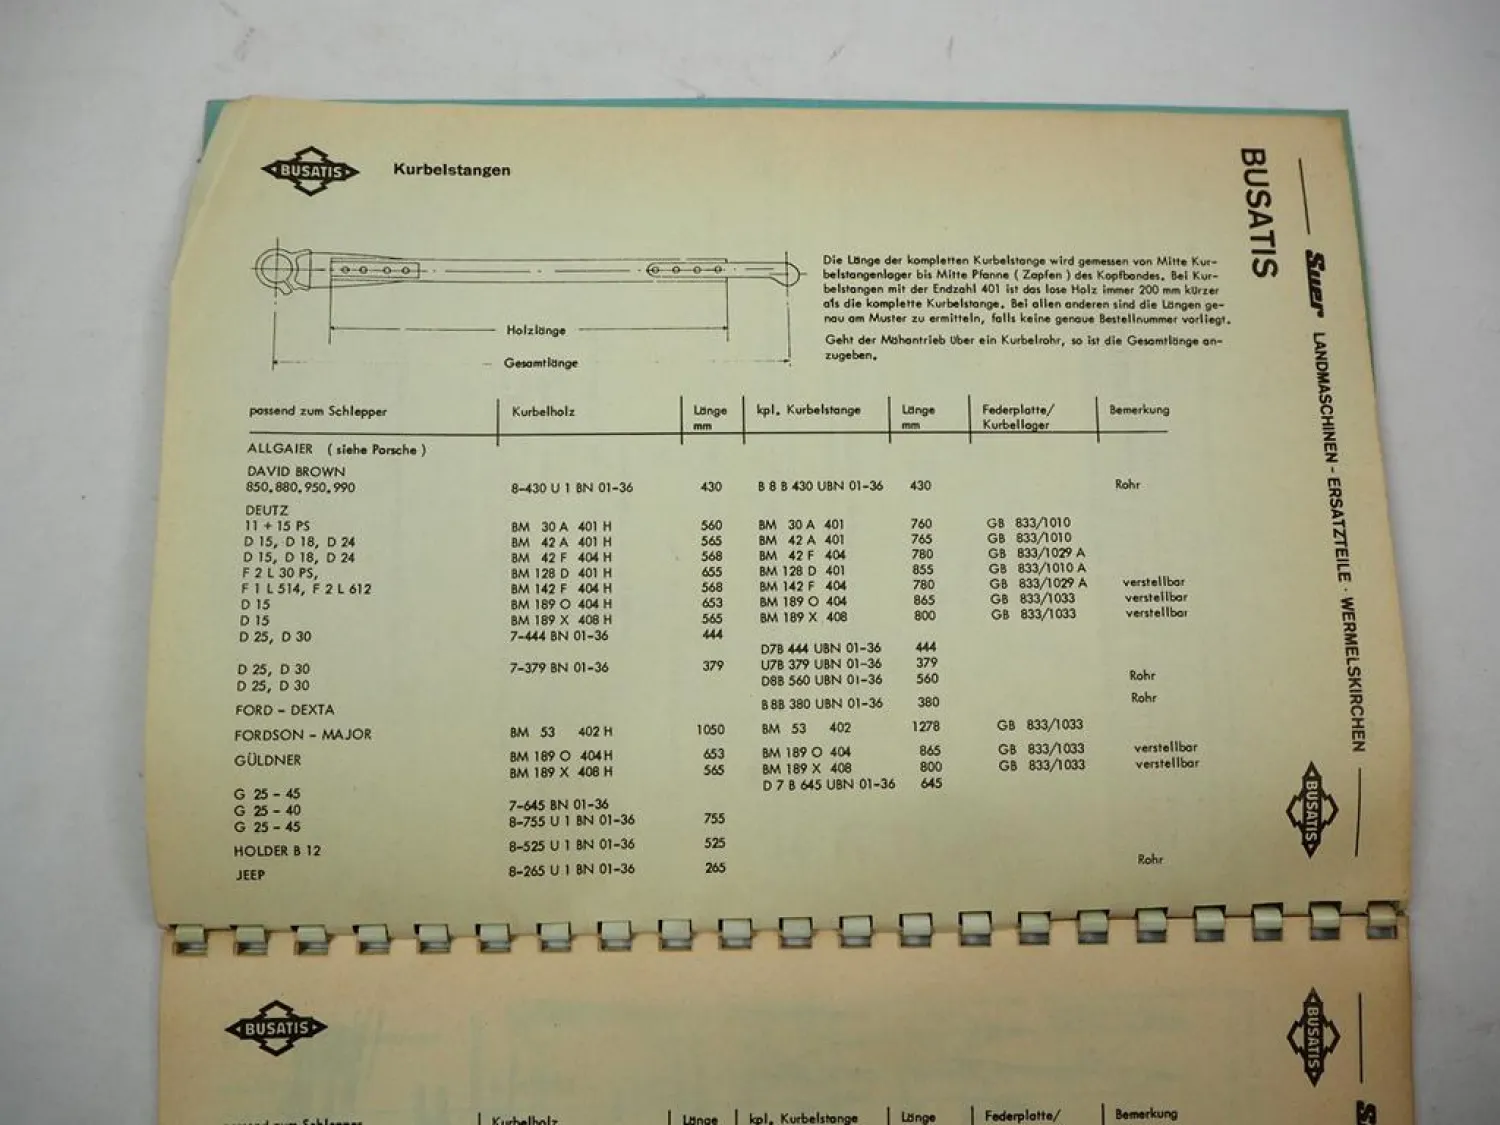 BUSATIS
Kurbelstangen
Die Länge der kompletten Kurbelstange wird gemessen von Mitte Kur-
belstangenlager bis Mitte Pfanne ( Zapfen ) des Kopfbandes. Bei Kur-
belstangen mit der Endzahl 401 ist das lose Holz immer 200 mm kürzer
als die komplette Kurbelstange. Bei allen anderen sind die Längen ge-
nau am Muster zu ermitteln, falls keine genaue Bestellnummer vorliegt.
Geht der Mähantrieb über ein Kurbelrohr, so ist die Gesamtlänge an-
zugeben.
Holzlänge
Gesamtlänge
passend zum Schlepper Kurbelholz Länge mm kpl. Kurbelstange Länge mm Federplatte/ Kurbellager Bemerkung
ALLGAIER ( siehe Porsche )
DAVID BROWN
850,880,950,990 8-430 U 1 BN 01-36 430 B 8 B 430 UBN 01-36 430 Rohr
DEUTZ
11 + 15 PS BM 30 A 401 H 560 BM 30 A 401 760 GB 833/1010
D 15, D 18, D 24 BM 42 A 401 H 565 BM 42 A 401 765 GB 833/1010
D 15, D 18, D 24 BM 42 F 404 H 568 BM 42 F 404 780 GB 833/1029 A
F 2 L 30 PS, BM 128 D 401 H 655 BM 128 D 401 855 GB 833/1010 A
F 1 L 514, F 2 L 612 BM 142 F 404 H 568 BM 142 F 404 780 GB 833/1029 A verstellbar
D 15 BM 189 O 404 H 653 BM 189 O 404 865 GB 833/1033 verstellbar
D 15 BM 189 X 408 H 565 BM 189 X 408 800 GB 833/1033 verstellbar
D 25, D 30 7-444 BN 01-36 444
D7B 444 UBN 01-36 444
D 25, D 30 7-379 BN 01-36 379 U7B 379 UBN 01-36 379
D 25, D 30 D8B 560 UBN 01-36 560 Rohr
FORD - DEXTA B8B 380 UBN 01-36 380 Rohr
FORDSON - MAJOR BM 53 402 H 1050 BM 53 402 1278 GB 833/1033
GÜLDNER BM 189 O 404 H 653 BM 189 O 404 865 GB 833/1033 verstellbar
BM 189 X 408 H 565 BM 189 X 408 800 GB 833/1033 verstellbar
G 25 - 45 D 7 B 645 UBN 01-36 645
G 25 - 40 7-645 BN 01-36
G 25 - 45 8-755 U 1 BN 01-36 755
HOLDER B 12 8-525 U 1 BN 01-36 525
JEEP 8-265 U 1 BN 01-36 265 Rohr
BUSATIS
Suer LANDMASCHINEN - ERSATZTEILE · WERMELSKIRCHEN
BUSATIS
BUSATIS
BUSATIS
passend zum Schlepper Kurbelholz Länge kpl. Kurbelstange Länge Federplatte/ Bemerkung